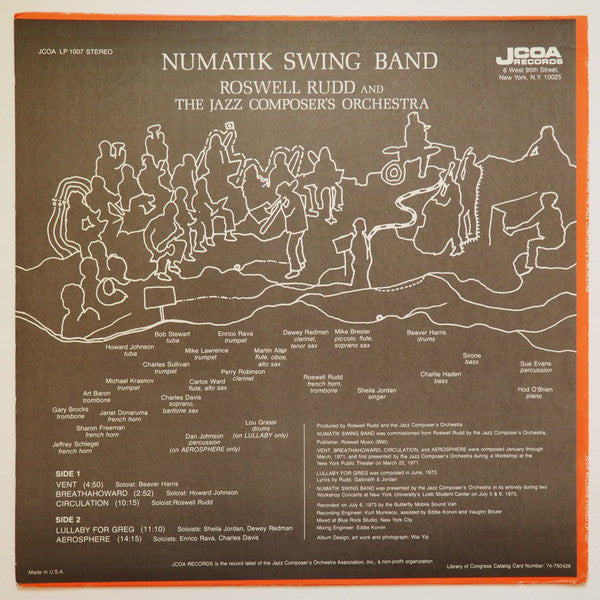 JCOA LP 1007 STEREO
NUMATIK SWING BAND
ROSWELL RUDD AND
THE JAZZ COMPOSER'S ORCHESTRA
JCOA
RECORDS
6 West 95th Street,
New York, N.Y. 10025
Bob Stewart
tuba
Enrico Rava
trumpet
Dewey Redman
clarinet,
tenor sax
Mike Bresler
piccolo, flute,
soprano sax
Beaver Harris
drums
Howard Johnson
tuba
Mike Lawrence
trumpet
Martin Alter
flute, oboe,
alto sax
Sirone
bass
Charles Sullivan
trumpet
Perry Robinson
clarinet
Sue Evans
percussion
Michael Krasnov
trumpet
Carlos Ward
flute, alto sax
Roswell Rudd
french horn,
trombone
Charlie Haden
bass
Art Baron
trombone
Charles Davis
soprano,
baritone sax
Sheila Jordan
singer
Hod O'Brien
piano
Gary Brocks
trombone
Janet Donaruma
french horn
Sharon Freeman
french horn
Lou Grassi
drums
(on LULLABY only)
Jeffrey Schlegel
french horn
Dan Johnson
percussion
(on AEROSPHERE only)
SIDE 1
VENT (4:50) Soloist: Beaver Harris
BREATHAHOWARD (2:52) Soloist: Howard Johnson
CIRCULATION (10:15) Soloist: Roswell Rudd
SIDE 2
LULLABY FOR GREG (11:10) Soloists: Sheila Jordan, Dewey Redman
AEROSPHERE (14:15) Soloists: Enrico Rava, Charles Davis
Produced by Roswell Rudd and the Jazz Composer's Orchestra
NUMATIK SWING BAND was commissioned from Roswell Rudd by the Jazz Composer's Orchestra.
Publisher: Roswell Music (BMI)
VENT, BREATHAHOWARD, CIRCULATION, and AEROSPHERE were composed January through
March, 1971, and first presented by the Jazz Composer's Orchestra during a Workshop at the
New York Public Theater on March 22, 1971.
LULLABY FOR GREG was composed in June, 1973.
Lyrics by Rudd, Galbraith & Jordan
NUMATIK SWING BAND was presented by the Jazz Composer's Orchestra in its entirety during two
Workshop Concerts at New York University's Loeb Student Center on July 5 & 6, 1973.
Recorded on July 6, 1973 by the Butterfly Mobile Sound Van
Recording Engineer: Kurt Munkacsi, assisted by Eddie Korvin and Vaughn Binzer
Mixed at Blue Rock Studio, New York City
Mixing Engineer: Eddie Korvin
Album Design, art work and photograph: Wai Yip
Made in U.S.A.
JCOA RECORDS is the record label of the Jazz Composer's Orchestra Association, Inc., a non-profit organization
Library of Congress Catalog Card Number: 74-750426